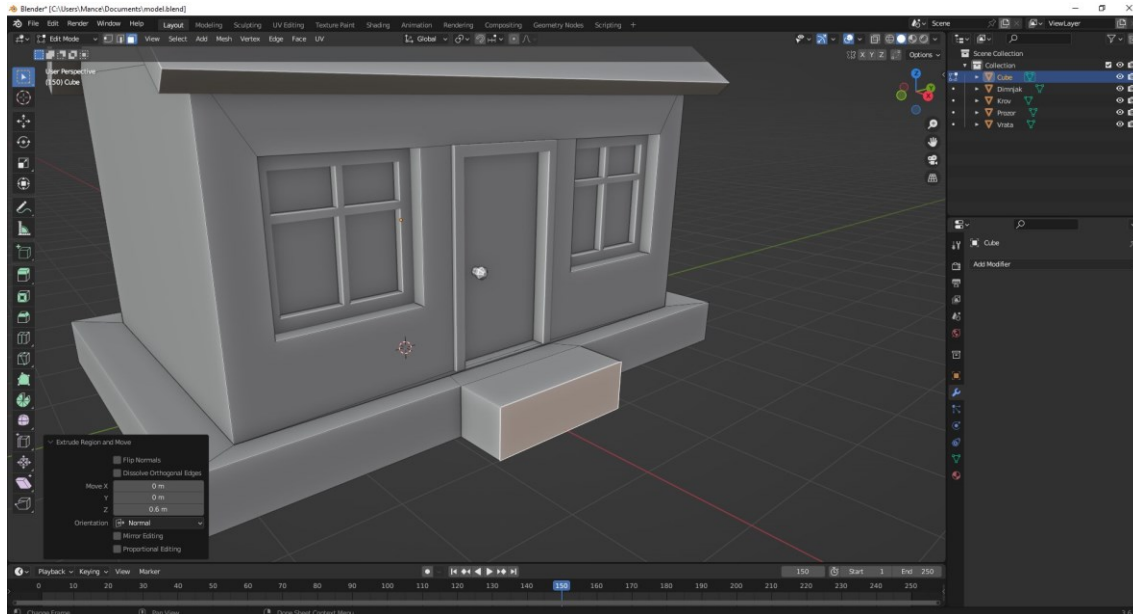 Blender* [C:\Users\Mance\Documents\model.blend]
File Edit Render Window Help Layout Modeling Sculpting UV Editing Texture Paint Shading Animation Rendering Compositing Geometry Nodes Scripting + Scene ViewLayer
Edit Mode View Select Add Mesh Vertex Edge Face UV Global
X Y Z Options
User Perspective
(150) Cube
Scene Collection
Collection
Cube
Dimnjak
Krov
Prozor
Vrata
Cube
Add Modifier
Extrude Region and Move
Flip Normals
Dissolve Orthogonal Edges
Move X 0 m
Y 0 m
Z 0.6 m
Orientation Normal
Mirror Editing
Proportional Editing
Playback Keying View Marker 150 Start 1 End 250
0 10 20 30 40 50 60 70 80 90 100 110 120 130 140 150 160 170 180 190 200 210 220 230 240 250
Change Frame Pan View Dope Sheet Context Menu